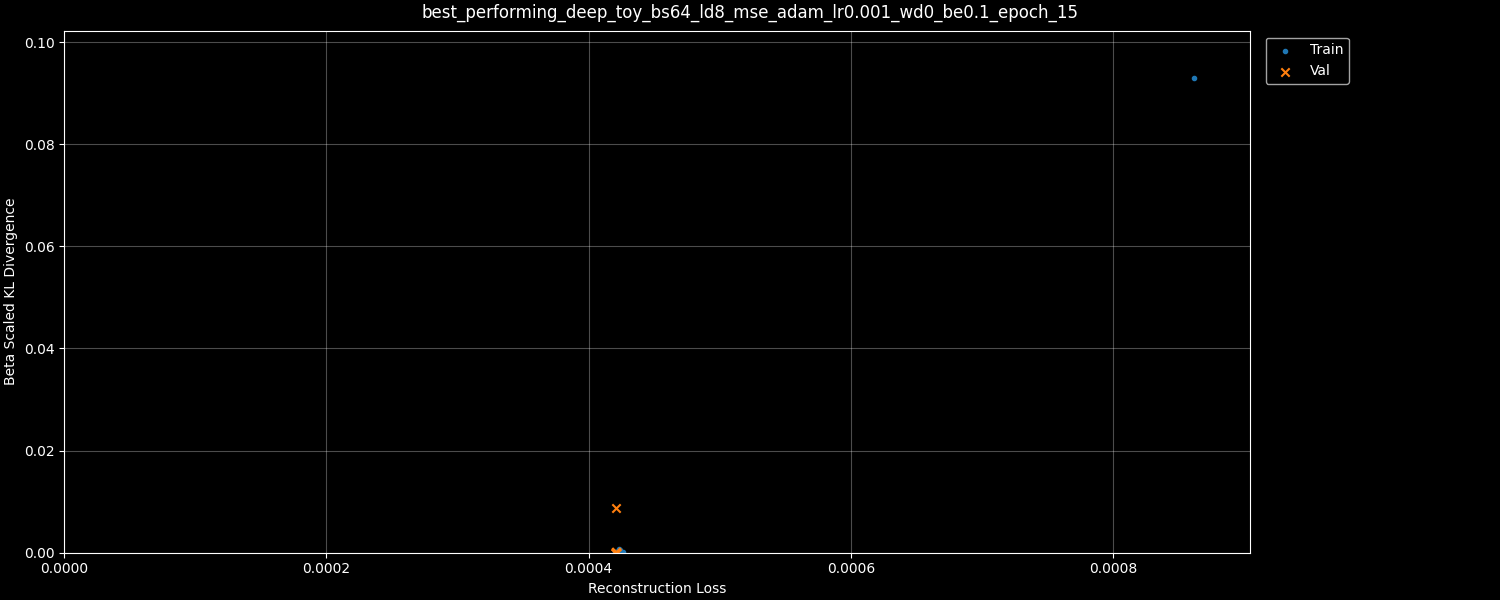 best_performing_deep_toy_bs64_ld8_mse_adam_lr0.001_wd0_be0.1_epoch_15
Train
Val
0.10
0.08
0.06
0.04
0.02
0.00
Beta Scaled KL Divergence
0.0000
0.0002
0.0004
0.0006
0.0008
Reconstruction Loss